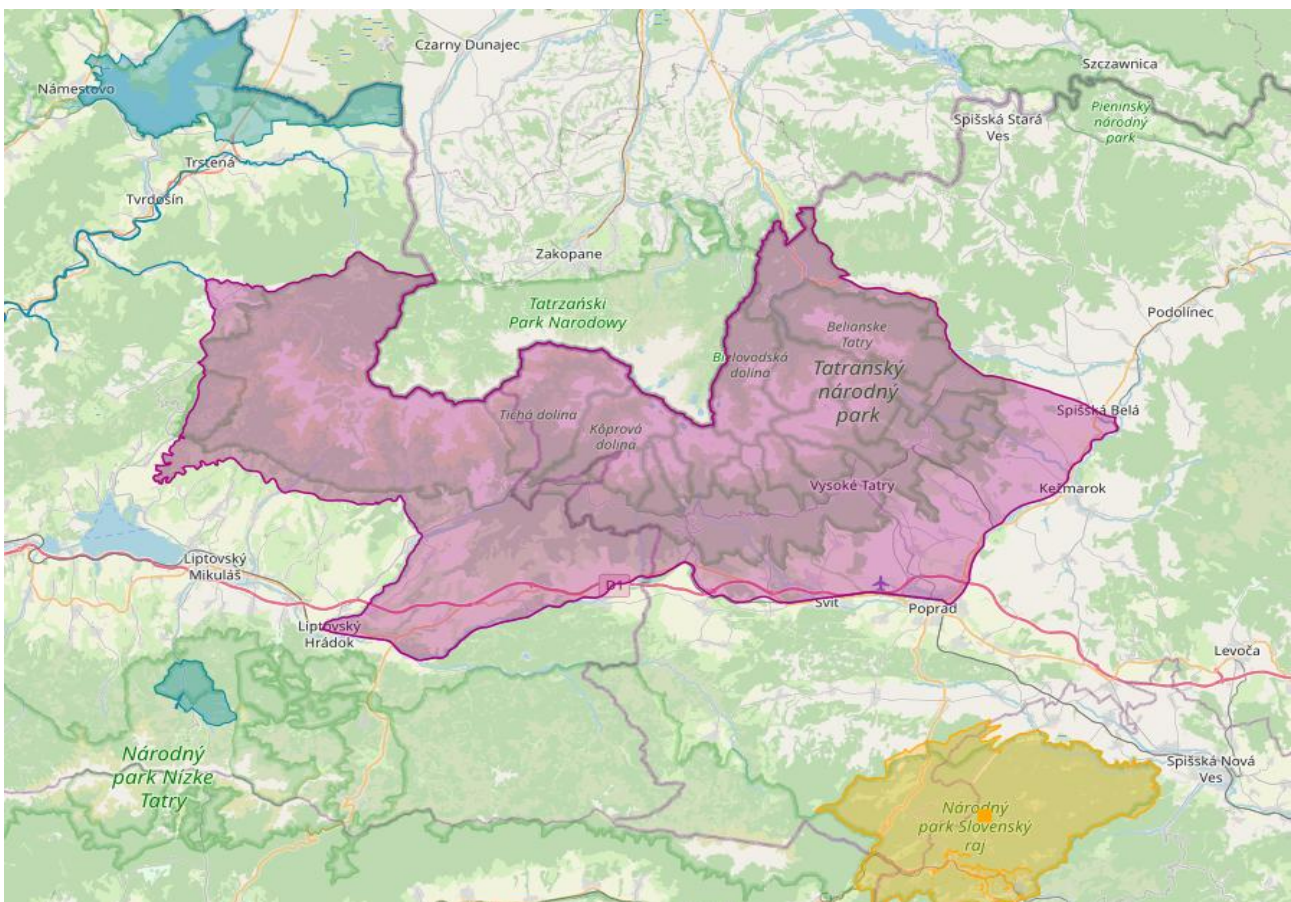 Czarny Dunajec
Szczawnica
Námestovo
Pieninský
národný
park
Spišská Stará
Ves
Trstená
Tvrdošín
Zakopane
Tatrzański
Park Narodowy
Podolínec
Belianske
Tatry
Bielovodská
dolina
Tatranský
národný
park
Tichá dolina
Kôprová
dolina
Spišská Belá
Vysoké Tatry
Kežmarok
Liptovský
Mikuláš
D1
Svit
Poprad
Liptovský
Hrádok
Levoča
Národný
park Nízke
Tatry
Spišská Nová
Ves
Národný
park Slovenský
raj